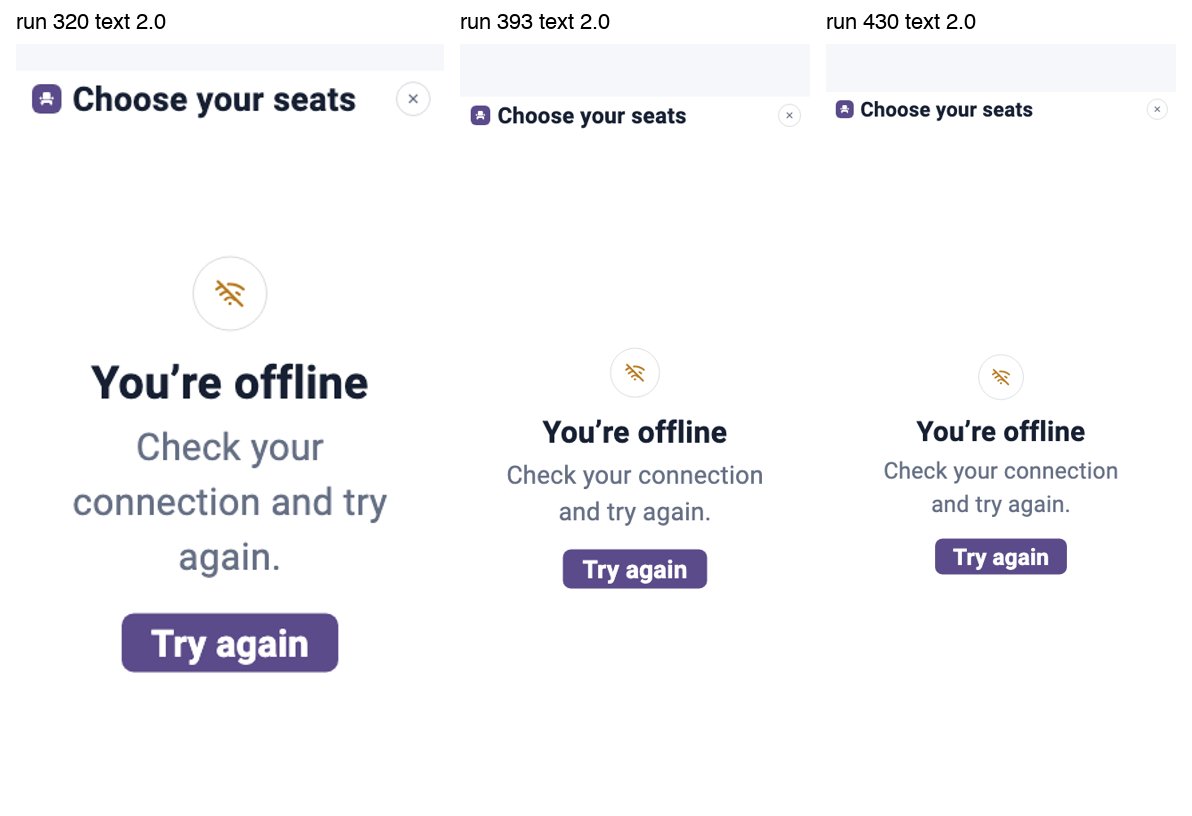 run 320 text 2.0
Choose your seats
You’re offline
Check your
connection and try
again.
Try again
run 393 text 2.0
Choose your seats
You’re offline
Check your connection
and try again.
Try again
run 430 text 2.0
Choose your seats
You’re offline
Check your connection
and try again.
Try again